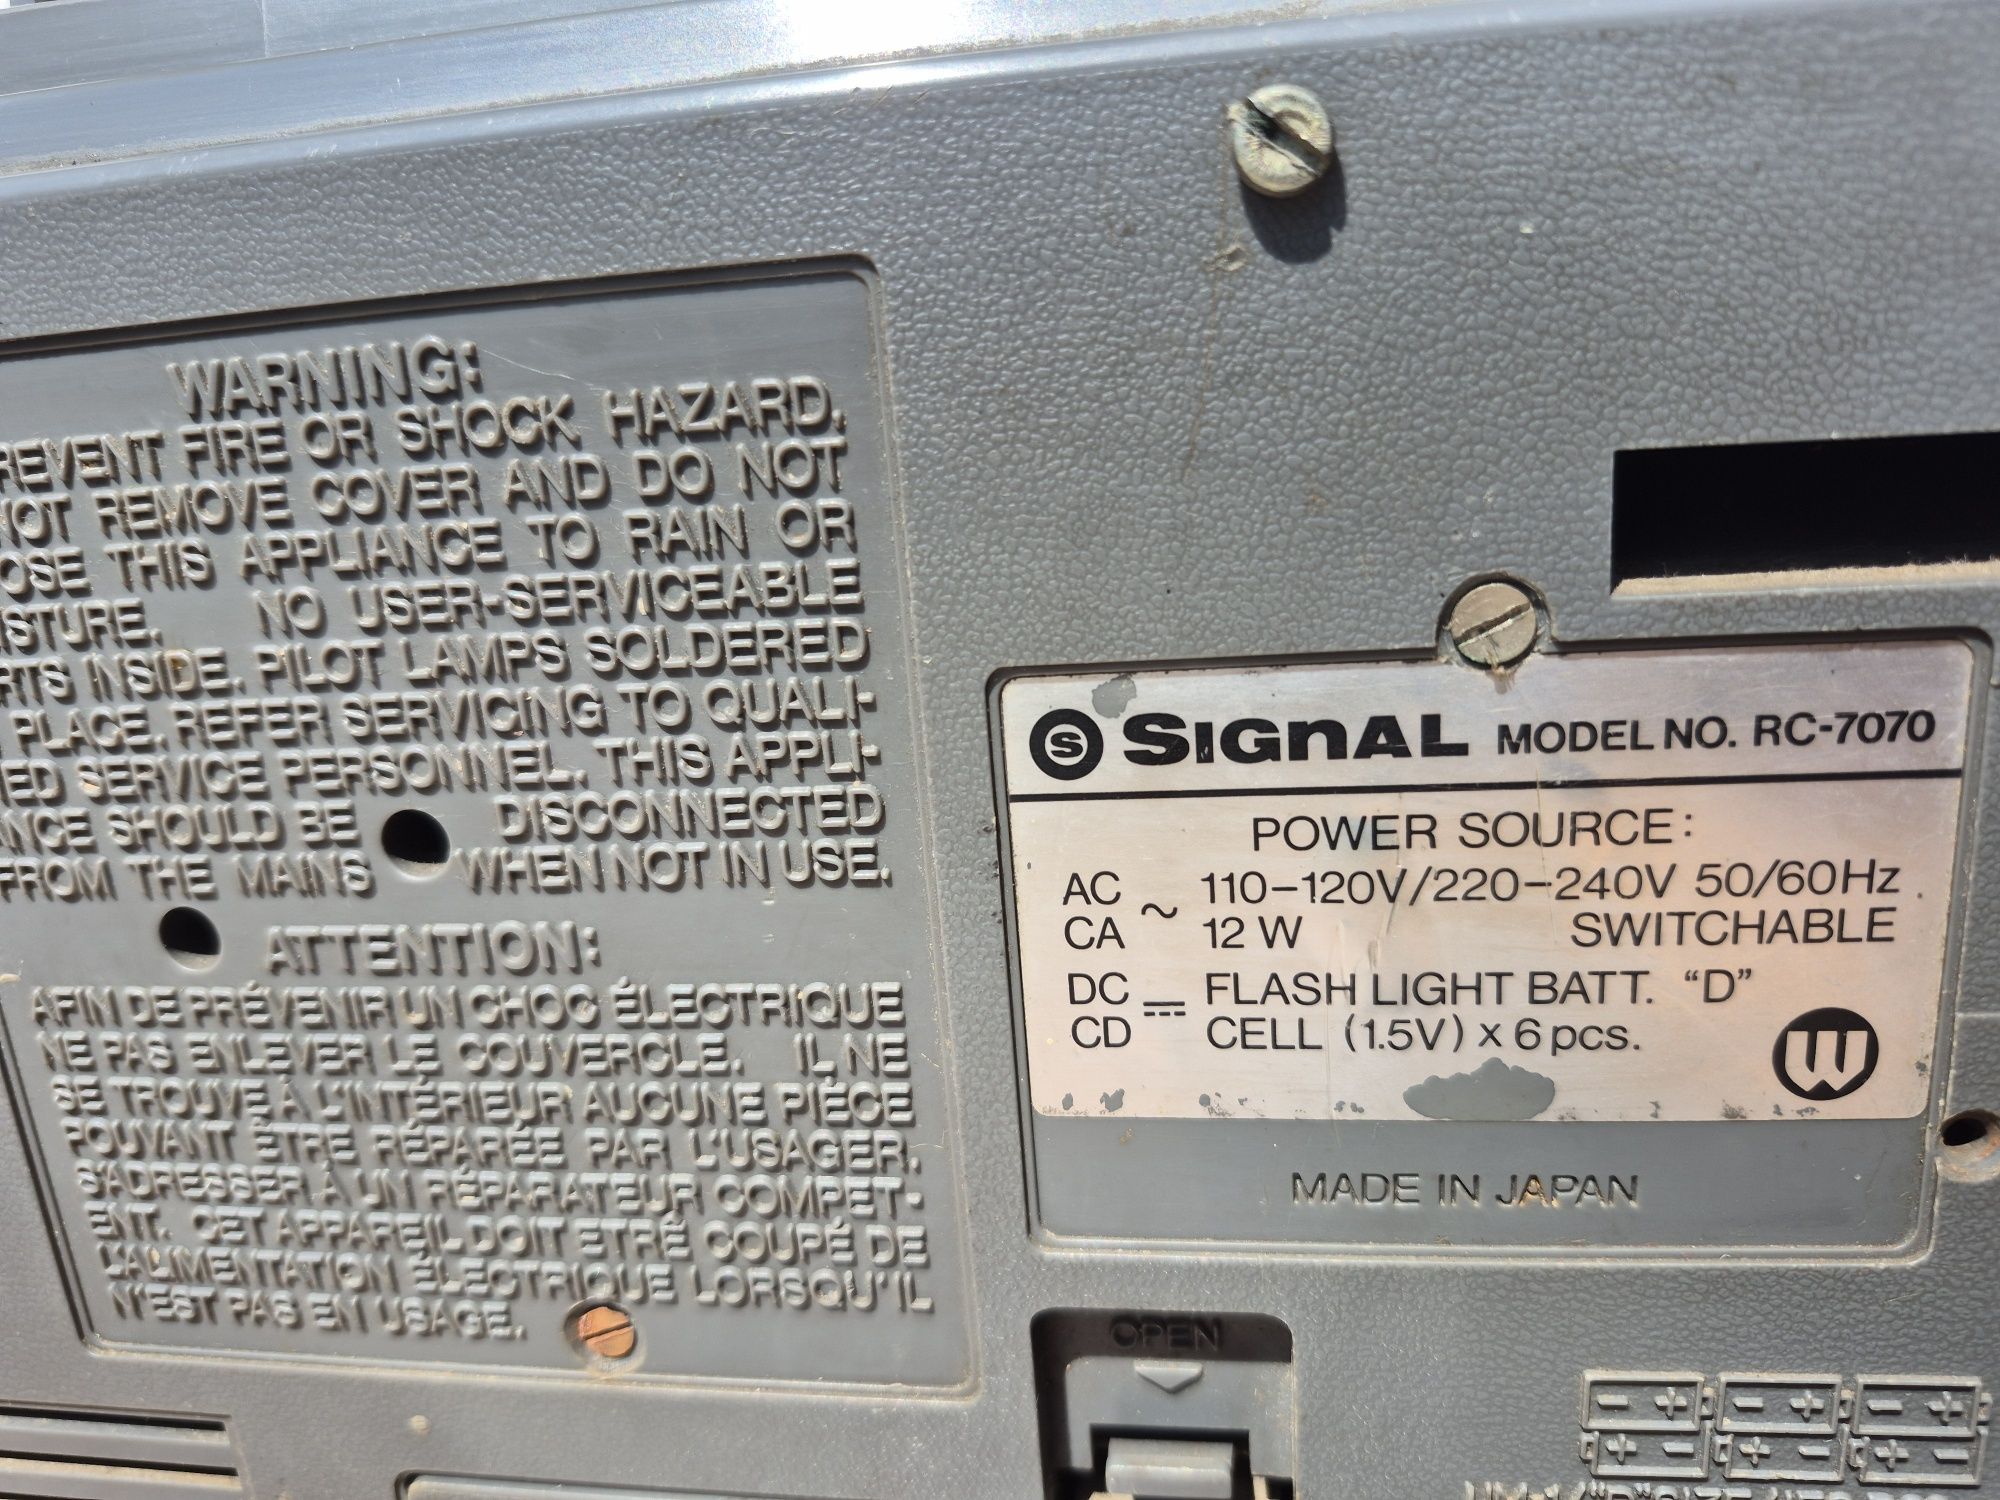 WARNING:
REVENT FIRE OR SHOCK HAZARD,
NOT REMOVE COVER AND DO NOT
OSE THIS APPLIANCE TO RAIN OR
ISTURE. NO USER-SERVICEABLE
RTS INSIDE. PILOT LAMPS SOLDERED
PLACE. REFER SERVICING TO QUALI-
IED SERVICE PERSONNEL. THIS APPLI-
ANCE SHOULD BE DISCONNECTED
FROM THE MAINS WHEN NOT IN USE.
ATTENTION:
AFIN DE PRÉVENIR UN CHOC ÉLECTRIQUE
NE PAS ENLEVER LE COUVERCLE. IL NE
SE TROUVE À L'INTÉRIEUR AUCUNE PIÈCE
POUVANT ÊTRE RÉPARÉE PAR L'USAGER.
S'ADRESSER À UN RÉPARATEUR COMPET-
ENT. CET APPAREIL DOIT ETRÊ COUPÉ DE
L'ALIMENTATION ÉLECTRIQUE LORSQU'IL
N'EST PAS EN USAGE.
S SIGNAL MODEL NO. RC-7070
POWER SOURCE:
AC CA ~ 110-120V/220-240V 50/60Hz
12 W SWITCHABLE
DC CD FLASH LIGHT BATT. "D"
CELL (1.5V) x 6 pcs.
W
MADE IN JAPAN
OPEN
- + - + - +
+ - + - + -